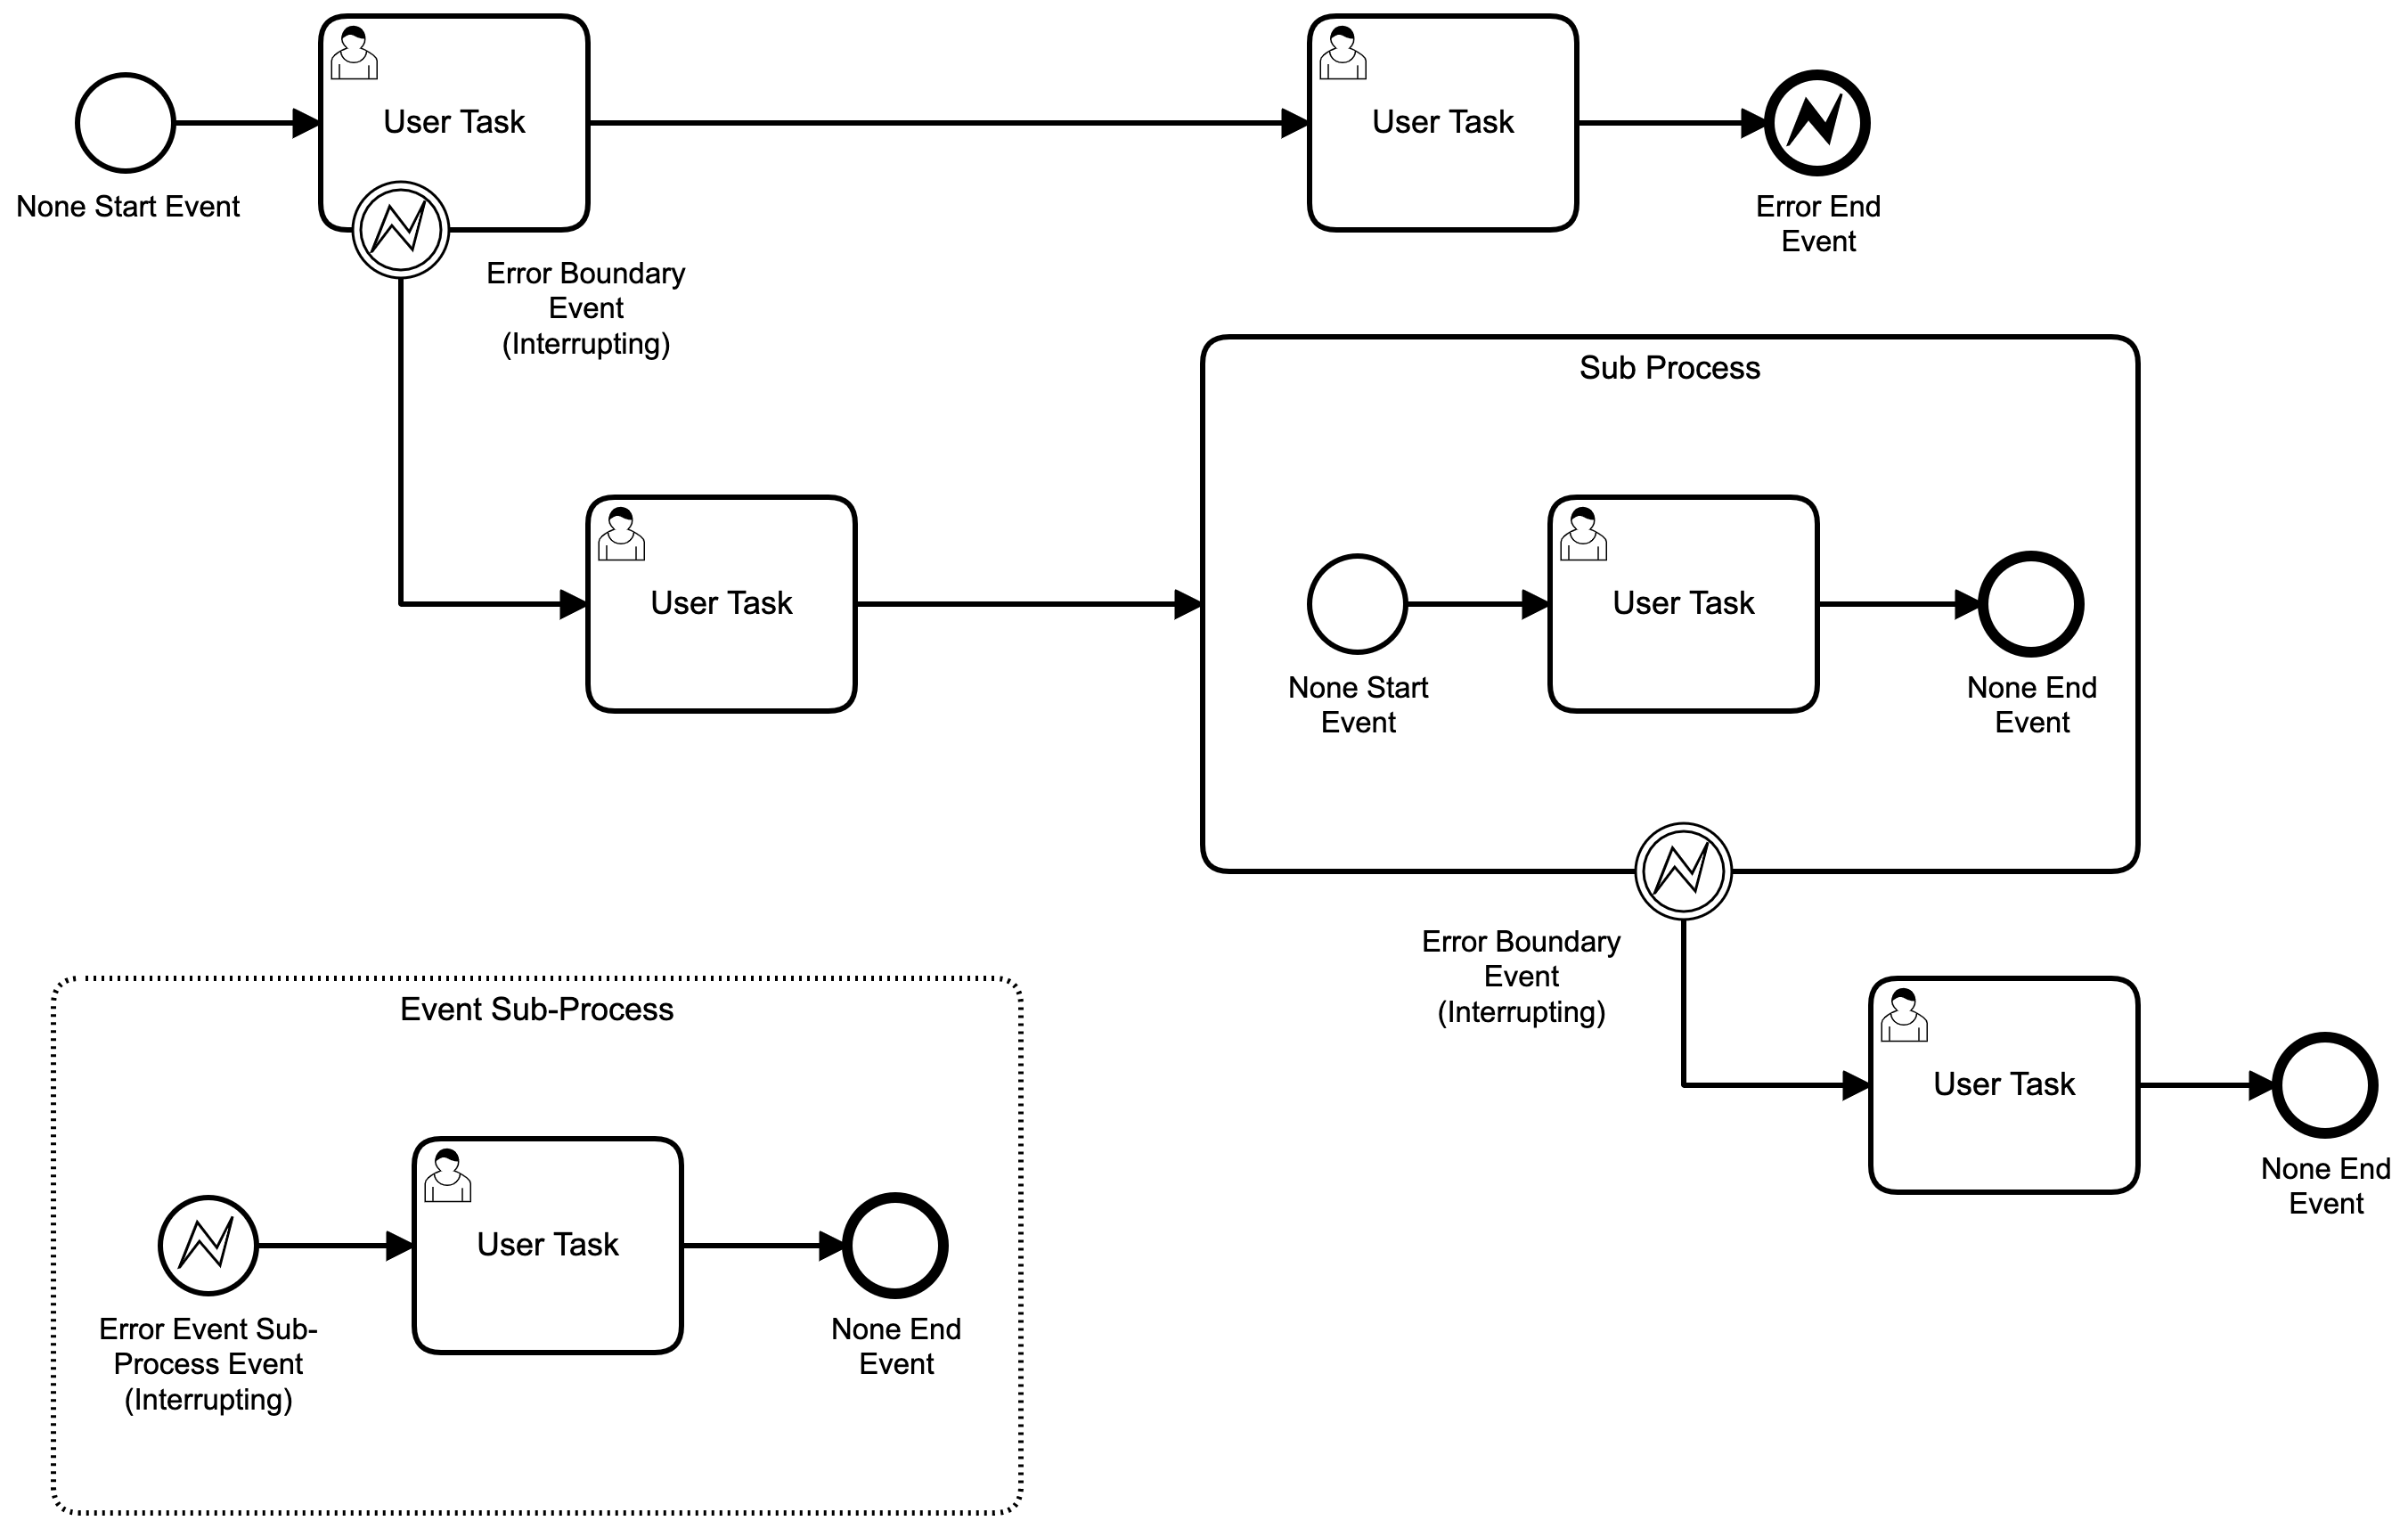 User Task
User Task
None Start Event
Error End
Event
Error Boundary
Event
(Interrupting)
Sub Process
User Task
User Task
None Start
Event
None End
Event
Error Boundary
Event
(Interrupting)
Event Sub-Process
User Task
None End
Event
User Task
Error Event Sub-
Process Event
(Interrupting)
None End
Event